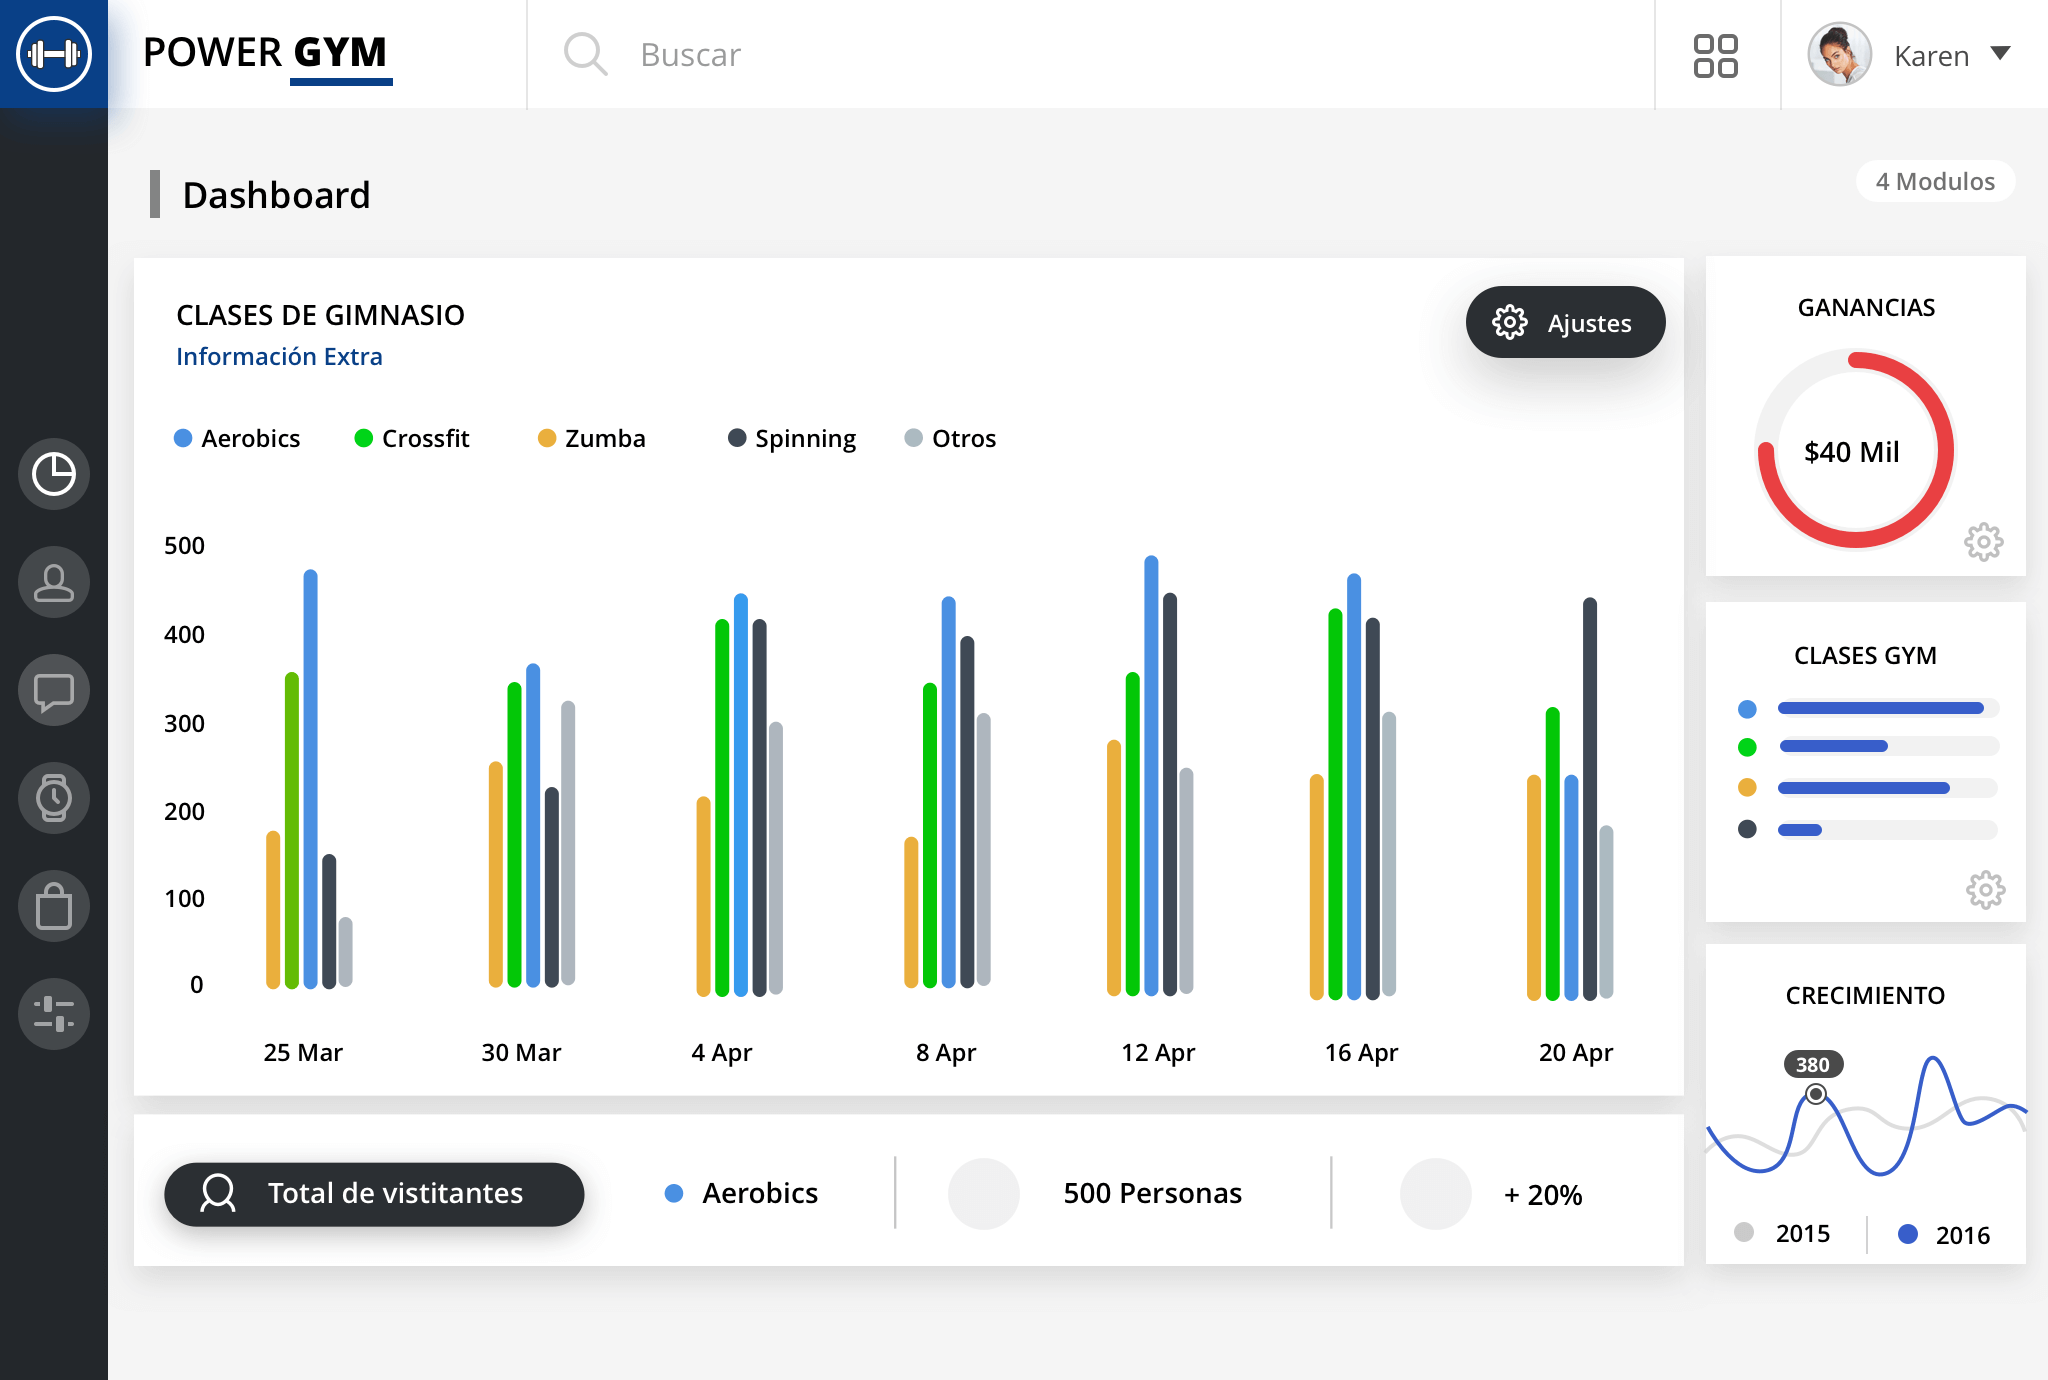 POWER GYM
Buscar
Karen
Dashboard
4 Modulos
CLASES DE GIMNASIO
Información Extra
Ajustes
Aerobics
Crossfit
Zumba
Spinning
Otros
500
400
300
200
100
0
25 Mar
30 Mar
4 Apr
8 Apr
12 Apr
16 Apr
20 Apr
Total de vistitantes
Aerobics
500 Personas
+ 20%
GANANCIAS
$40 Mil
CLASES GYM
CRECIMIENTO
380
2015
2016